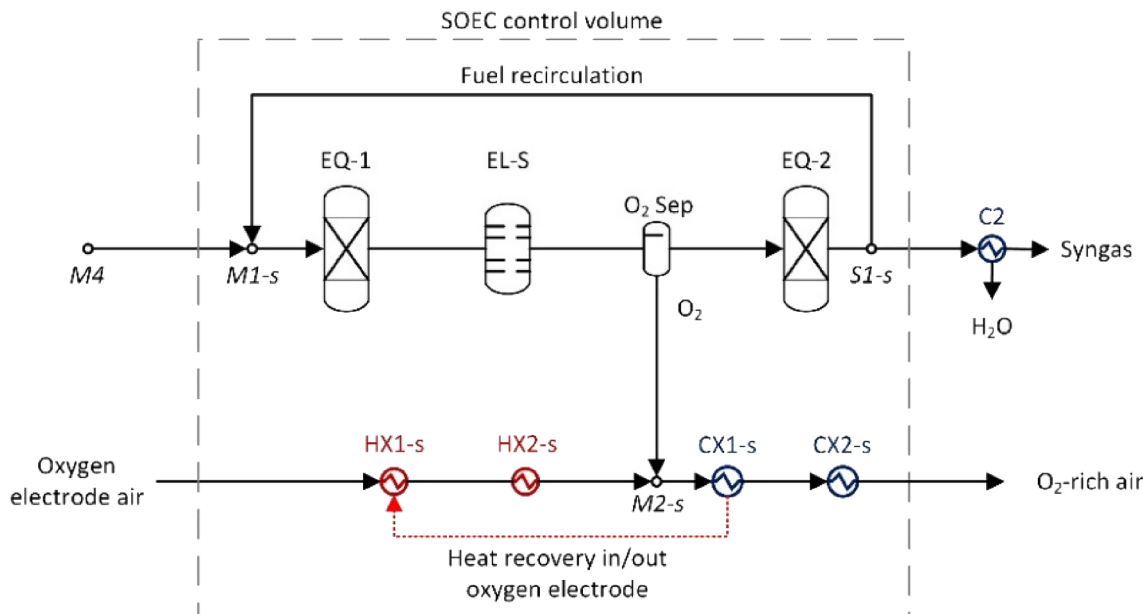 SOEC control volume
Fuel recirculation
EQ-1
EL-S
EQ-2
O₂ Sep
C2
M4
M1-s
S1-s
Syngas
O₂
H₂O
HX1-s
HX2-s
CX1-s
CX2-s
Oxygen
electrode air
M2-s
O₂-rich air
Heat recovery in/out
oxygen electrode